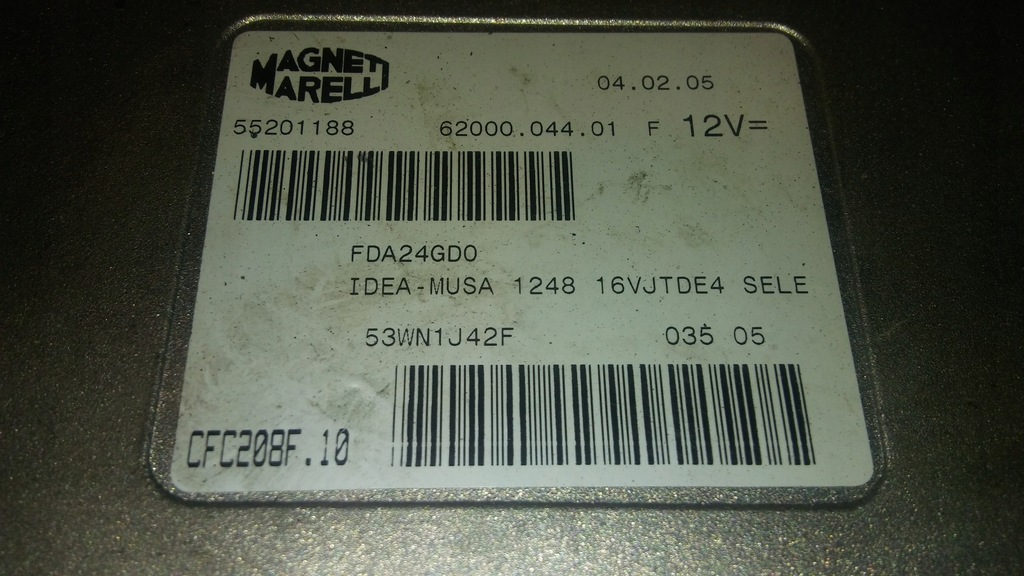 MAGNETI
MARELLI
04.02.05
55201188 62000.044.01 F 12V=
FDA24GD0
IDEA-MUSA 1248 16VJTDE4 SELE
53WN1J42F 035 05
CFC208F.10